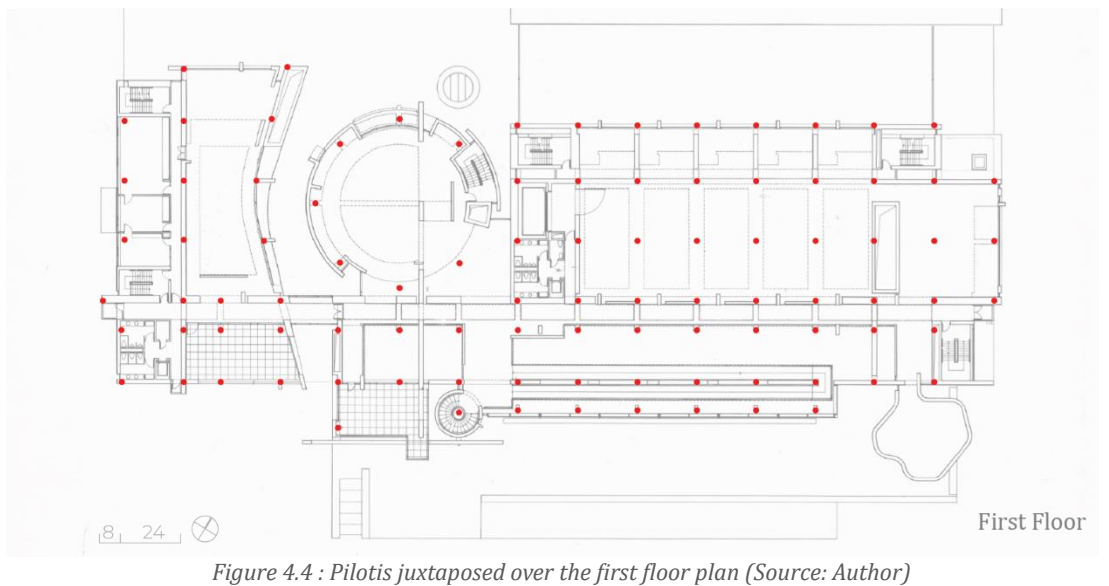 8 24
First Floor
Figure 4.4 : Pilotis juxtaposed over the first floor plan (Source: Author)